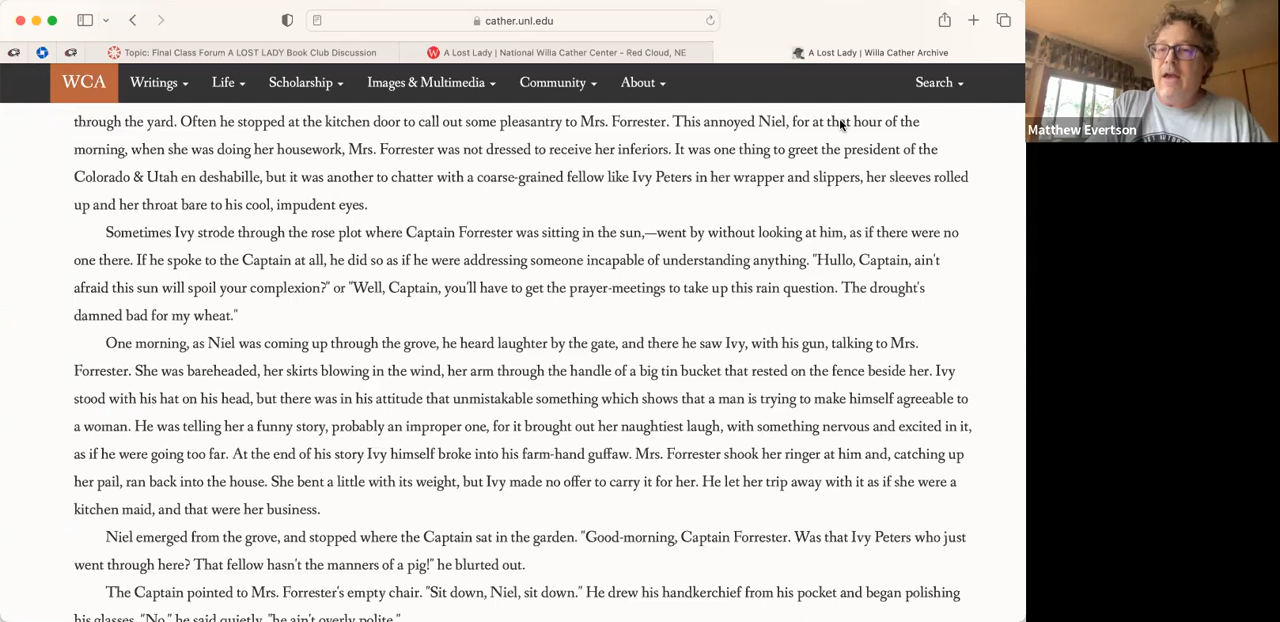 cather.unl.edu
Topic: Final Class Forum A LOST LADY Book Club Discussion
A Lost Lady | National Willa Cather Center - Red Cloud, NE
A Lost Lady | Willa Cather Archive
WCA Writings Life Scholarship Images & Multimedia Community About Search
Matthew Evertson
through the yard. Often he stopped at the kitchen door to call out some pleasantry to Mrs. Forrester. This annoyed Niel, for at that hour of the
morning, when she was doing her housework, Mrs. Forrester was not dressed to receive her inferiors. It was one thing to greet the president of the
Colorado & Utah en deshabille, but it was another to chatter with a coarse-grained fellow like Ivy Peters in her wrapper and slippers, her sleeves rolled
up and her throat bare to his cool, impudent eyes.
Sometimes Ivy strode through the rose plot where Captain Forrester was sitting in the sun,—went by without looking at him, as if there were no
one there. If he spoke to the Captain at all, he did so as if he were addressing someone incapable of understanding anything. "Hullo, Captain, ain't
afraid this sun will spoil your complexion?" or "Well, Captain, you'll have to get the prayer-meetings to take up this rain question. The drought's
damned bad for my wheat."
One morning, as Niel was coming up through the grove, he heard laughter by the gate, and there he saw Ivy, with his gun, talking to Mrs.
Forrester. She was bareheaded, her skirts blowing in the wind, her arm through the handle of a big tin bucket that rested on the fence beside her. Ivy
stood with his hat on his head, but there was in his attitude that unmistakable something which shows that a man is trying to make himself agreeable to
a woman. He was telling her a funny story, probably an improper one, for it brought out her naughtiest laugh, with something nervous and excited in it,
as if he were going too far. At the end of his story Ivy himself broke into his farm-hand guffaw. Mrs. Forrester shook her ringer at him and, catching up
her pail, ran back into the house. She bent a little with its weight, but Ivy made no offer to carry it for her. He let her trip away with it as if she were a
kitchen maid, and that were her business.
Niel emerged from the grove, and stopped where the Captain sat in the garden. "Good-morning, Captain Forrester. Was that Ivy Peters who just
went through here? That fellow hasn't the manners of a pig!" he blurted out.
The Captain pointed to Mrs. Forrester's empty chair. "Sit down, Niel, sit down." He drew his handkerchief from his pocket and began polishing
his glasses. "No," he said quietly, "he ain't overly polite."